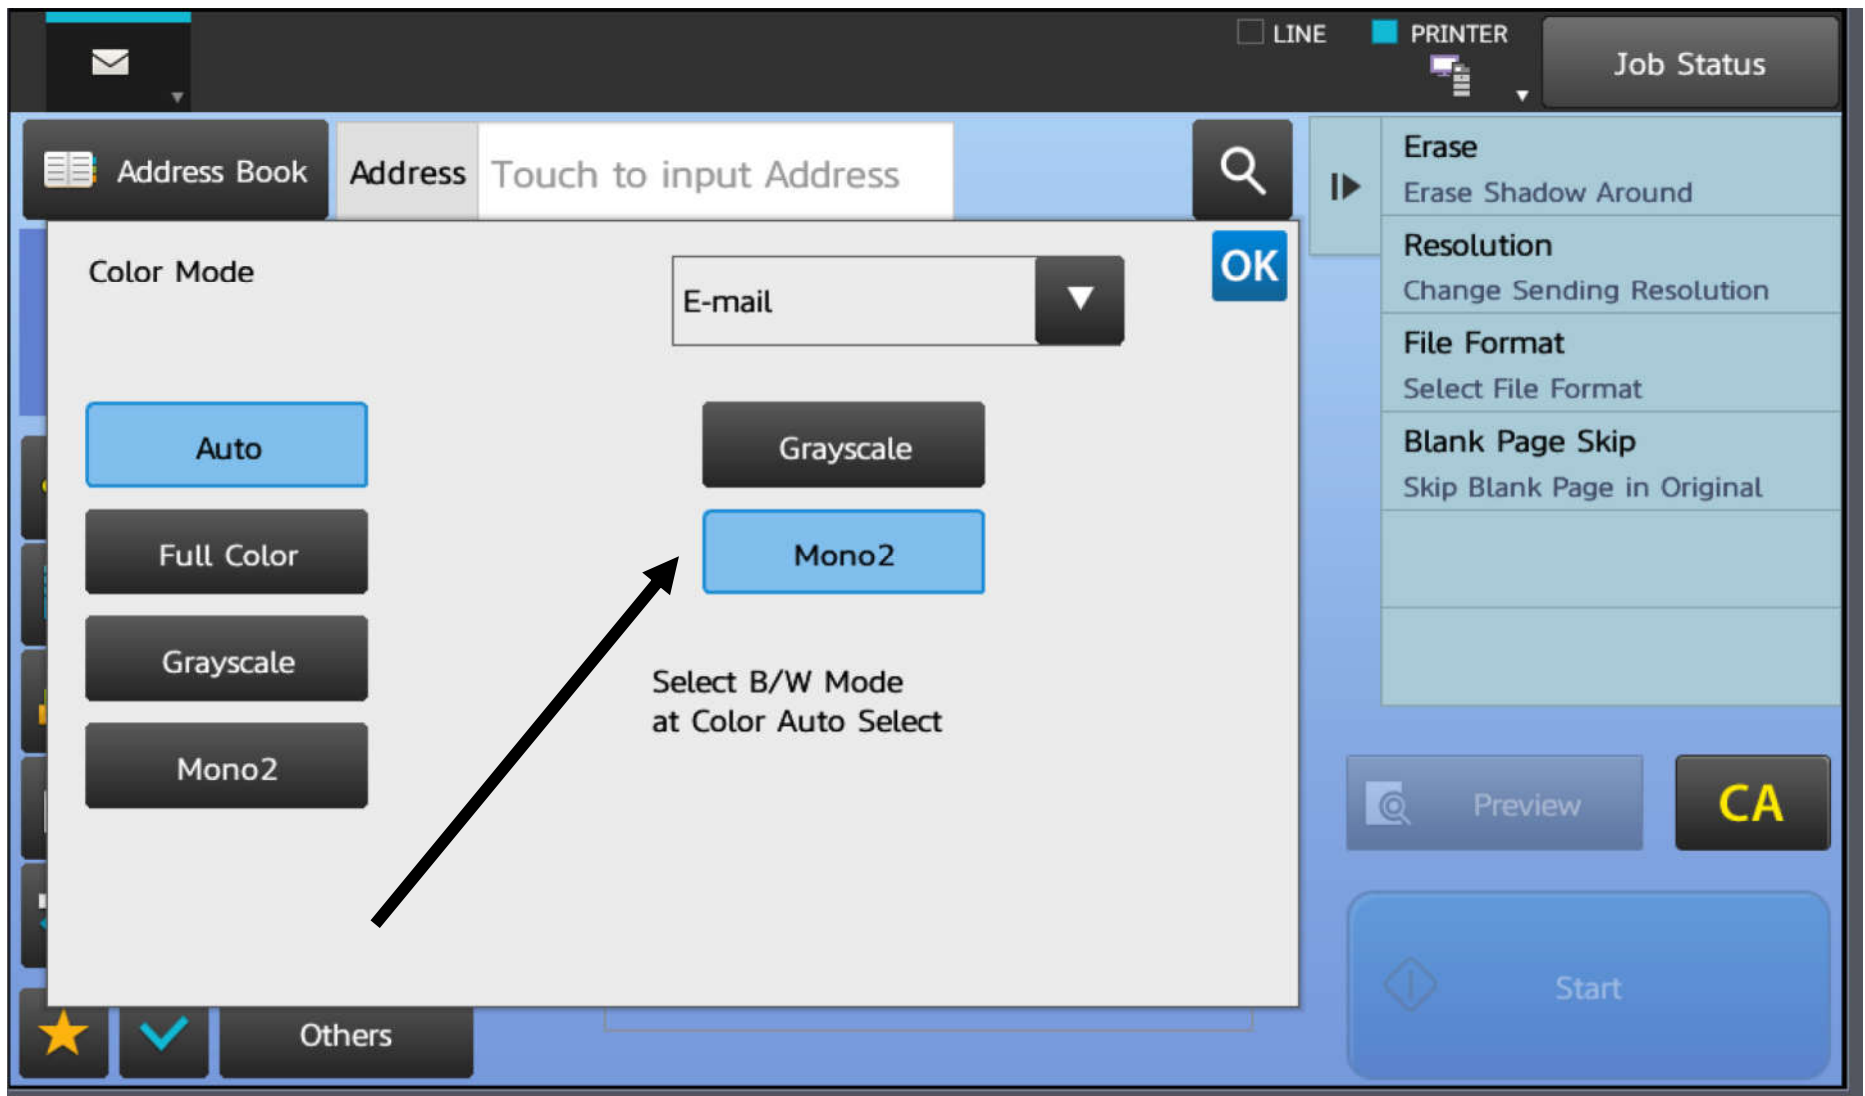 LINE
PRINTER
Job Status
Address Book
Address
Touch to input Address
Color Mode
E-mail
OK
Auto
Full Color
Grayscale
Mono2
Grayscale
Mono2
Select B/W Mode
at Color Auto Select
Erase
Erase Shadow Around
Resolution
Change Sending Resolution
File Format
Select File Format
Blank Page Skip
Skip Blank Page in Original
Preview
CA
Start
Others